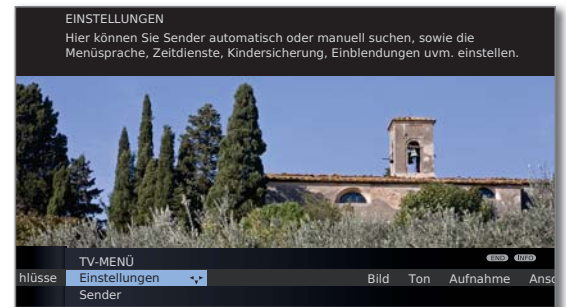 EINSTELLUNGEN
Hier können Sie Sender automatisch oder manuell suchen, sowie die
Menüsprache, Zeitdienste, Kindersicherung, Einblendungen uvm. einstellen.
TV-MENÜ END INFO
hlüsse Einstellungen Bild Ton Aufnahme Ansc
Sender